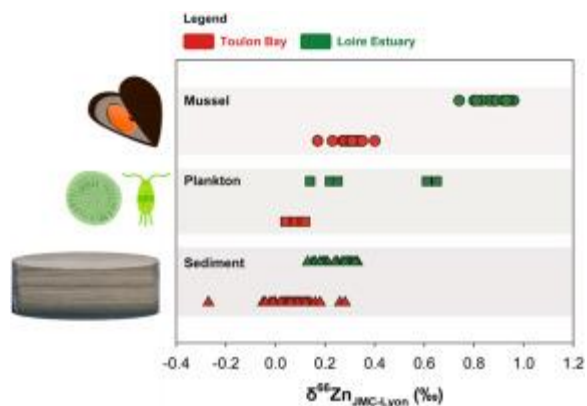 Legend
Toulon Bay Loire Estuary
Mussel
Plankton
Sediment
-0.4 -0.2 0.0 0.2 0.4 0.6 0.8 1.0 1.2
δ⁶⁶Zn_JMC-Lyon (‰)